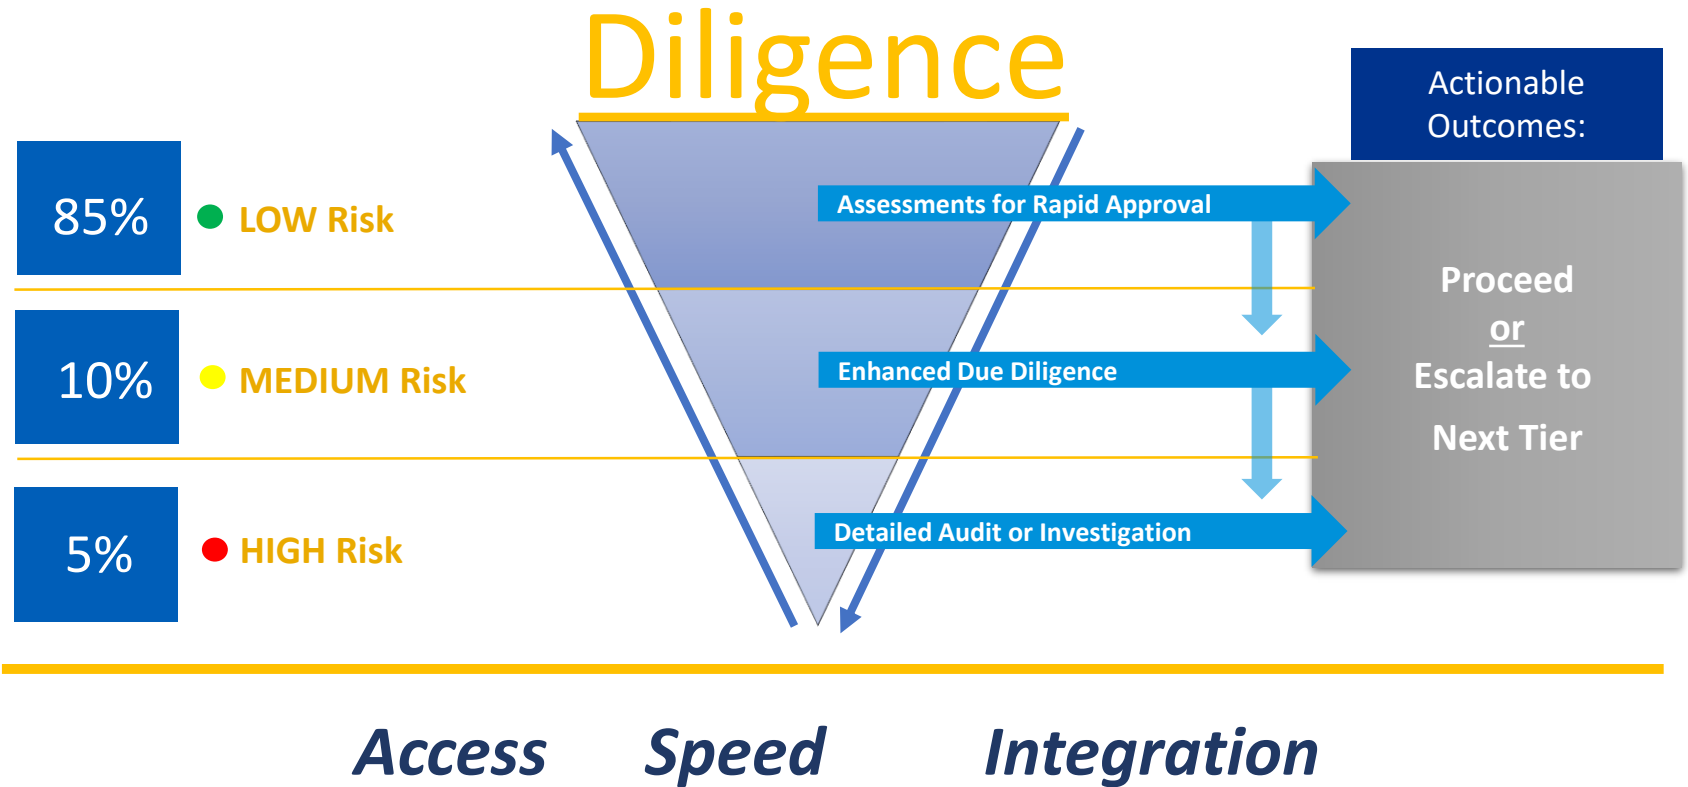 Diligence
Actionable
Outcomes:
85%
LOW Risk
Assessments for Rapid Approval
10%
MEDIUM Risk
Enhanced Due Diligence
5%
HIGH Risk
Detailed Audit or Investigation
Proceed
or
Escalate to
Next Tier
Access Speed Integration